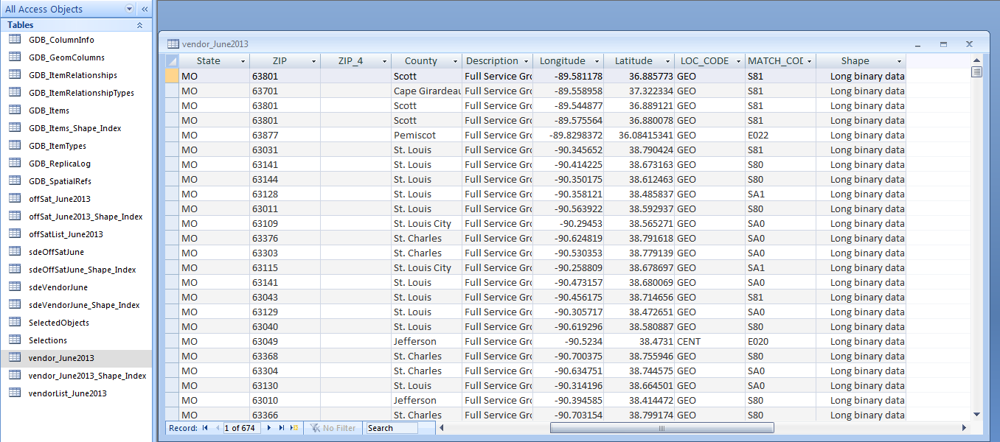 All Access Objects
Tables
GDB_ColumnInfo
GDB_GeomColumns
GDB_ItemRelationships
GDB_ItemRelationshipTypes
GDB_Items
GDB_Items_Shape_Index
GDB_ItemTypes
GDB_ReplicaLog
GDB_SpatialRefs
offSat_June2013
offSat_June2013_Shape_Index
offSatList_June2013
sdeOffSatJune
sdeOffSatJune_Shape_Index
sdeVendorJune
sdeVendorJune_Shape_Index
SelectedObjects
Selections
vendor_June2013
vendor_June2013_Shape_Index
vendorList_June2013
vendor_June2013
State ZIP ZIP_4 County Description Longitude Latitude LOC_CODE MATCH_COD Shape
MO 63801 Scott Full Service Gro -89.581178 36.885773 GEO S81 Long binary data
MO 63701 Cape Girardeau Full Service Gro -89.558958 37.322334 GEO S81 Long binary data
MO 63801 Scott Full Service Gro -89.544877 36.889121 GEO S81 Long binary data
MO 63801 Scott Full Service Gro -89.575564 36.880078 GEO S81 Long binary data
MO 63877 Pemiscot Full Service Gro -89.8298372 36.08415341 GEO E022 Long binary data
MO 63031 St. Louis Full Service Gro -90.345652 38.790424 GEO S81 Long binary data
MO 63141 St. Louis Full Service Gro -90.414225 38.673163 GEO S80 Long binary data
MO 63144 St. Louis Full Service Gro -90.350175 38.612463 GEO S80 Long binary data
MO 63128 St. Louis Full Service Gro -90.358121 38.485837 GEO SA1 Long binary data
MO 63011 St. Louis Full Service Gro -90.563922 38.592937 GEO S80 Long binary data
MO 63109 St. Louis City Full Service Gro -90.29453 38.565271 GEO SA0 Long binary data
MO 63376 St. Charles Full Service Gro -90.624819 38.791618 GEO SA0 Long binary data
MO 63303 St. Charles Full Service Gro -90.530353 38.779139 GEO SA0 Long binary data
MO 63115 St. Louis City Full Service Gro -90.258809 38.678697 GEO SA1 Long binary data
MO 63141 St. Louis Full Service Gro -90.473157 38.680069 GEO SA0 Long binary data
MO 63043 St. Louis Full Service Gro -90.456175 38.714656 GEO S81 Long binary data
MO 63129 St. Louis Full Service Gro -90.305717 38.472651 GEO SA0 Long binary data
MO 63040 St. Louis Full Service Gro -90.619296 38.580887 GEO S80 Long binary data
MO 63049 Jefferson Full Service Gro -90.5234 38.4731 CENT E020 Long binary data
MO 63368 St. Charles Full Service Gro -90.700375 38.755946 GEO S80 Long binary data
MO 63304 St. Charles Full Service Gro -90.634751 38.744575 GEO SA0 Long binary data
MO 63130 St. Louis Full Service Gro -90.314196 38.664501 GEO SA0 Long binary data
MO 63010 Jefferson Full Service Gro -90.394585 38.414472 GEO S80 Long binary data
MO 63366 St. Charles Full Service Gro -90.703154 38.799174 GEO S80 Long binary data
Record: 1 of 674 No Filter Search